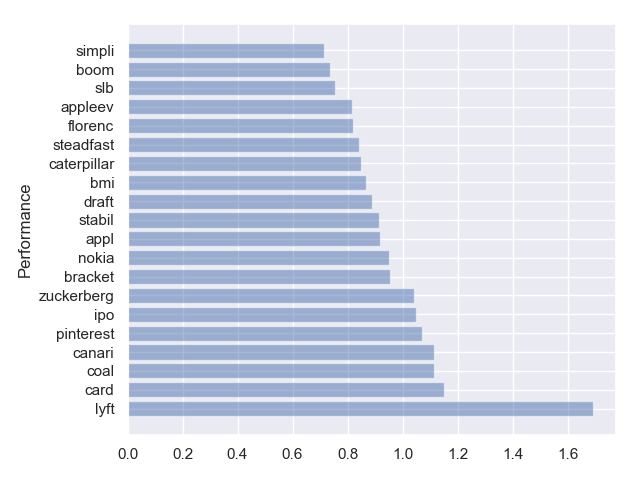 simpli
boom
slb
appleev
florenc
steadfast
caterpillar
bmi
draft
stabil
appl
nokia
bracket
zuckerberg
ipo
pinterest
canari
coal
card
lyft
Performance
0.0 0.2 0.4 0.6 0.8 1.0 1.2 1.4 1.6